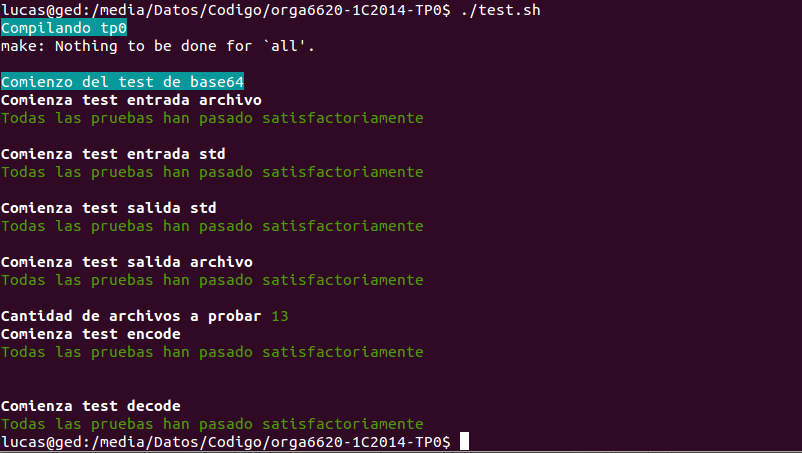 lucas@ged:/media/Datos/Codigo/orga6620-1C2014-TP0$ ./test.sh
Compilando tp0
make: Nothing to be done for `all'.
Comienzo del test de base64
Comienza test entrada archivo
Todas las pruebas han pasado satisfactoriamente
Comienza test entrada std
Todas las pruebas han pasado satisfactoriamente
Comienza test salida std
Todas las pruebas han pasado satisfactoriamente
Comienza test salida archivo
Todas las pruebas han pasado satisfactoriamente
Cantidad de archivos a probar 13
Comienza test encode
Todas las pruebas han pasado satisfactoriamente
Comienza test decode
Todas las pruebas han pasado satisfactoriamente
lucas@ged:/media/Datos/Codigo/orga6620-1C2014-TP0$